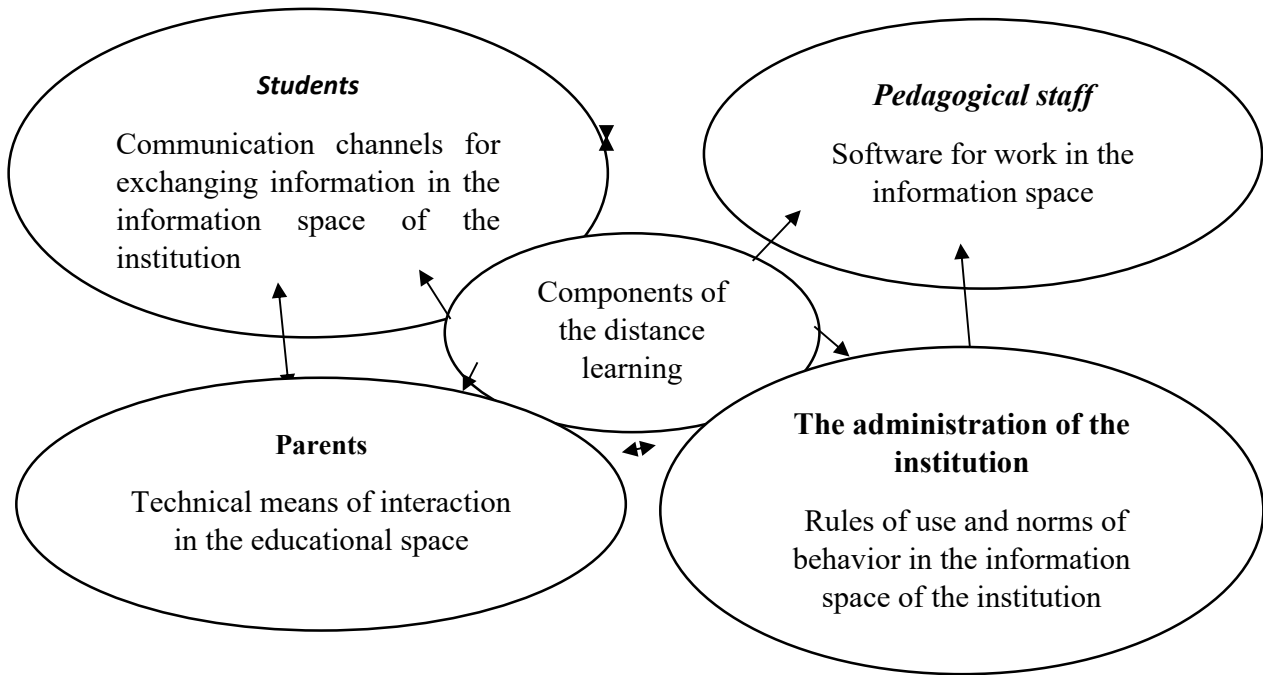 Students
Communication channels for
exchanging information in the
information space of the
institution
Pedagogical staff
Software for work in the
information space
Components of
the distance
learning
Parents
Technical means of interaction
in the educational space
The administration of the
institution
Rules of use and norms of
behavior in the information
space of the institution